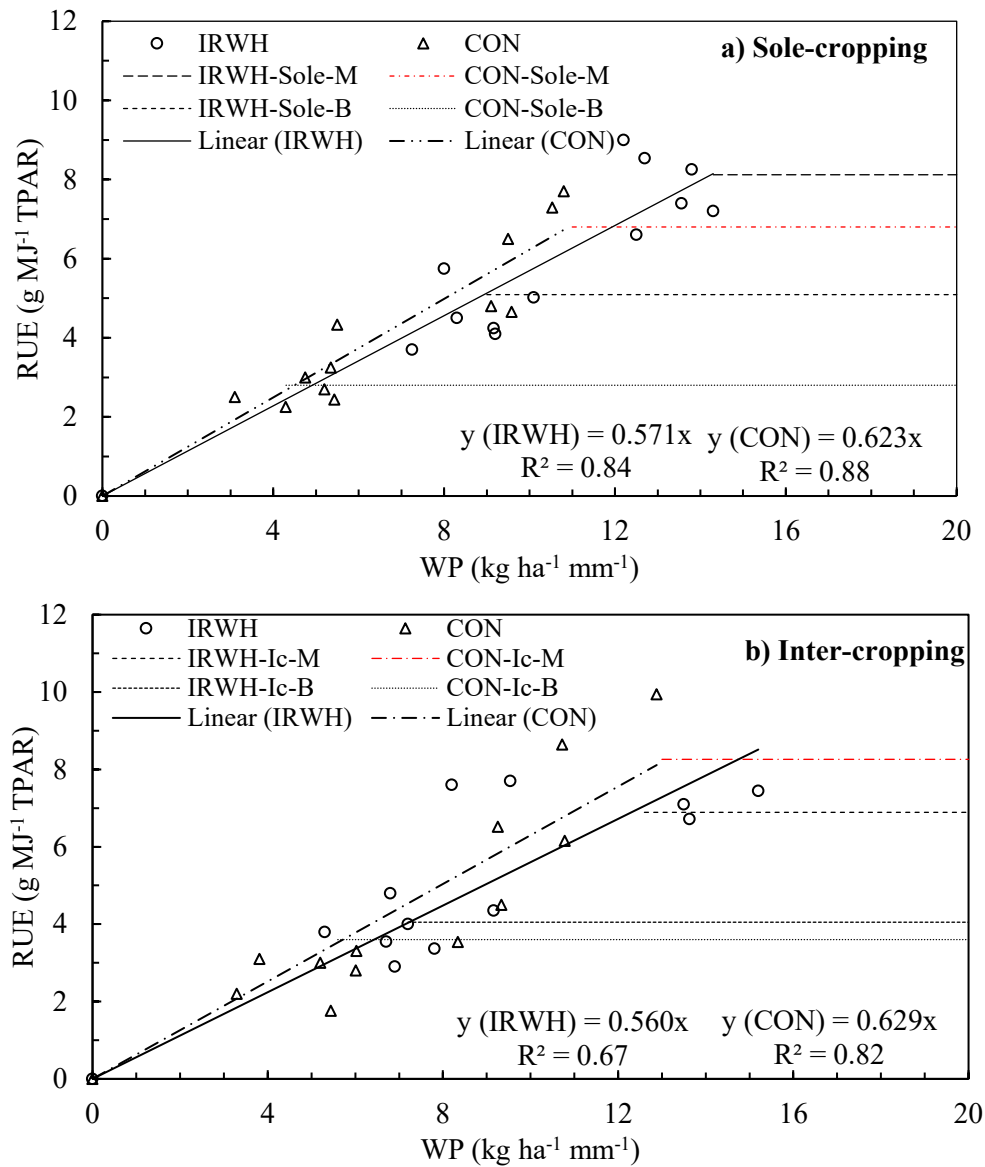 a) Sole-cropping
IRWH CON
IRWH-Sole-M CON-Sole-M
IRWH-Sole-B CON-Sole-B
Linear (IRWH) Linear (CON)
12
10
8
6
4
2
0
RUE (g MJ⁻¹ TPAR)
y (IRWH) = 0.571x y (CON) = 0.623x
R² = 0.84 R² = 0.88
0 4 8 12 16 20
WP (kg ha⁻¹ mm⁻¹)
b) Inter-cropping
IRWH CON
IRWH-Ic-M CON-Ic-M
IRWH-Ic-B CON-Ic-B
Linear (IRWH) Linear (CON)
12
10
8
6
4
2
0
RUE (g MJ⁻¹ TPAR)
y (IRWH) = 0.560x y (CON) = 0.629x
R² = 0.67 R² = 0.82
0 4 8 12 16 20
WP (kg ha⁻¹ mm⁻¹)